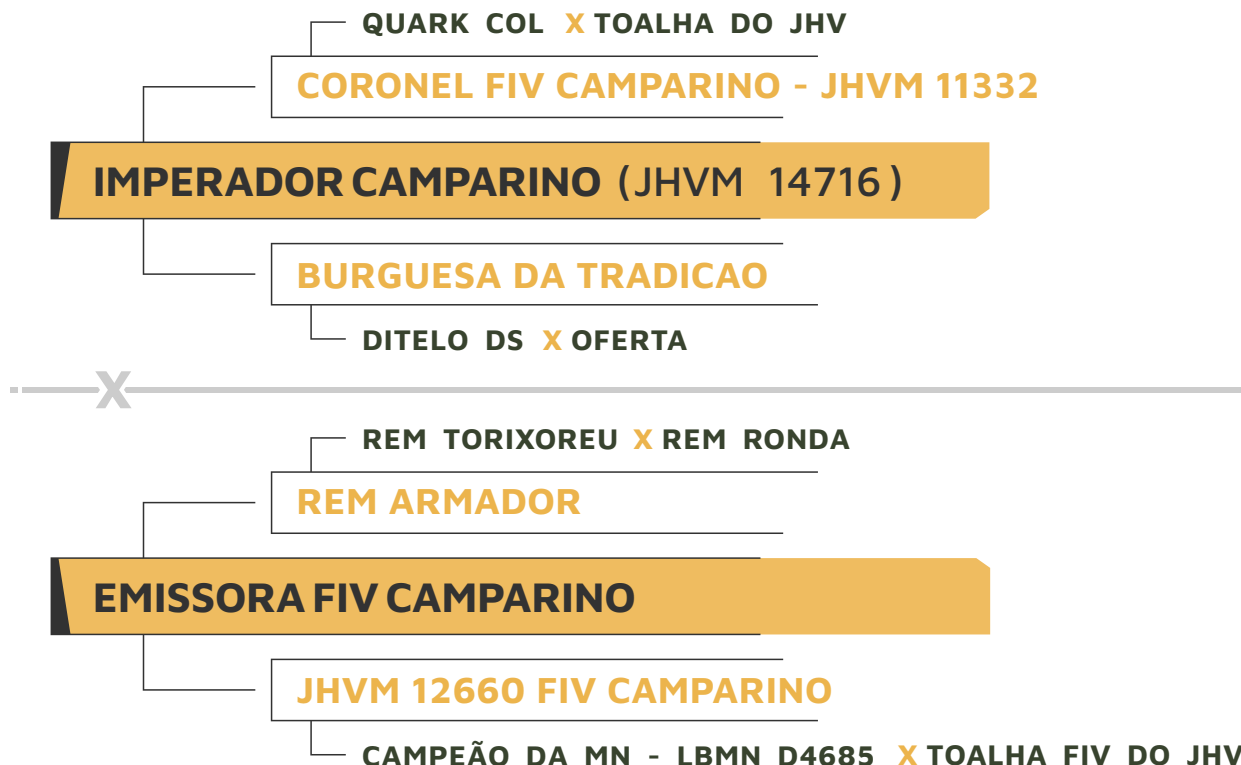 QUARK COL X TOALHA DO JHV
CORONEL FIV CAMPARINO - JHVM 11332
IMPERADOR CAMPARINO (JHVM 14716)
BURGUESA DA TRADICAO
DITELO DS X OFERTA
X
REM TORIXOREU X REM RONDA
REM ARMADOR
EMISSORA FIV CAMPARINO
JHVM 12660 FIV CAMPARINO
CAMPEÃO DA MN - LBMN D4685 X TOALHA FIV DO JHV